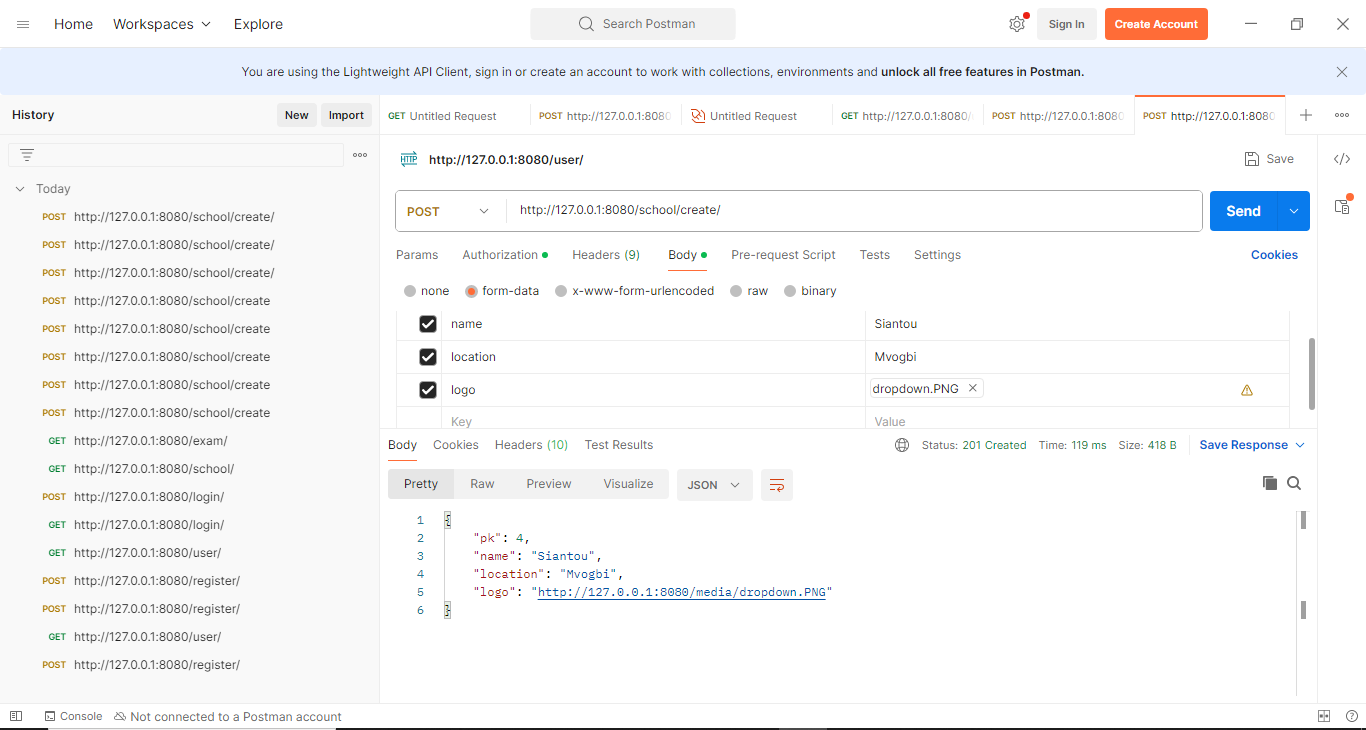 Home Workspaces Explore Search Postman Sign In Create Account
You are using the Lightweight API Client, sign in or create an account to work with collections, environments and unlock all free features in Postman.
History New Import
GET Untitled Request POST http://127.0.0.1:8080 Untitled Request GET http://127.0.0.1:8080/ POST http://127.0.0.1:8080 POST http://127.0.0.1:8080
Today
POST http://127.0.0.1:8080/school/create/
POST http://127.0.0.1:8080/school/create/
POST http://127.0.0.1:8080/school/create/
POST http://127.0.0.1:8080/school/create
POST http://127.0.0.1:8080/school/create
POST http://127.0.0.1:8080/school/create
POST http://127.0.0.1:8080/school/create
POST http://127.0.0.1:8080/school/create
GET http://127.0.0.1:8080/exam/
GET http://127.0.0.1:8080/school/
POST http://127.0.0.1:8080/login/
GET http://127.0.0.1:8080/login/
GET http://127.0.0.1:8080/user/
POST http://127.0.0.1:8080/register/
POST http://127.0.0.1:8080/register/
GET http://127.0.0.1:8080/user/
POST http://127.0.0.1:8080/register/
HTTP http://127.0.0.1:8080/user/ Save
POST http://127.0.0.1:8080/school/create/ Send
Params Authorization Headers (9) Body Pre-request Script Tests Settings Cookies
none form-data x-www-form-urlencoded raw binary
name Siantou
location Mvogbi
logo dropdown.PNG
Key Value
Body Cookies Headers (10) Test Results Status: 201 Created Time: 119 ms Size: 418 B Save Response
Pretty Raw Preview Visualize JSON
1 {
2 "pk": 4,
3 "name": "Siantou",
4 "location": "Mvogbi",
5 "logo": "http://127.0.0.1:8080/media/dropdown.PNG"
6 }
Console Not connected to a Postman account